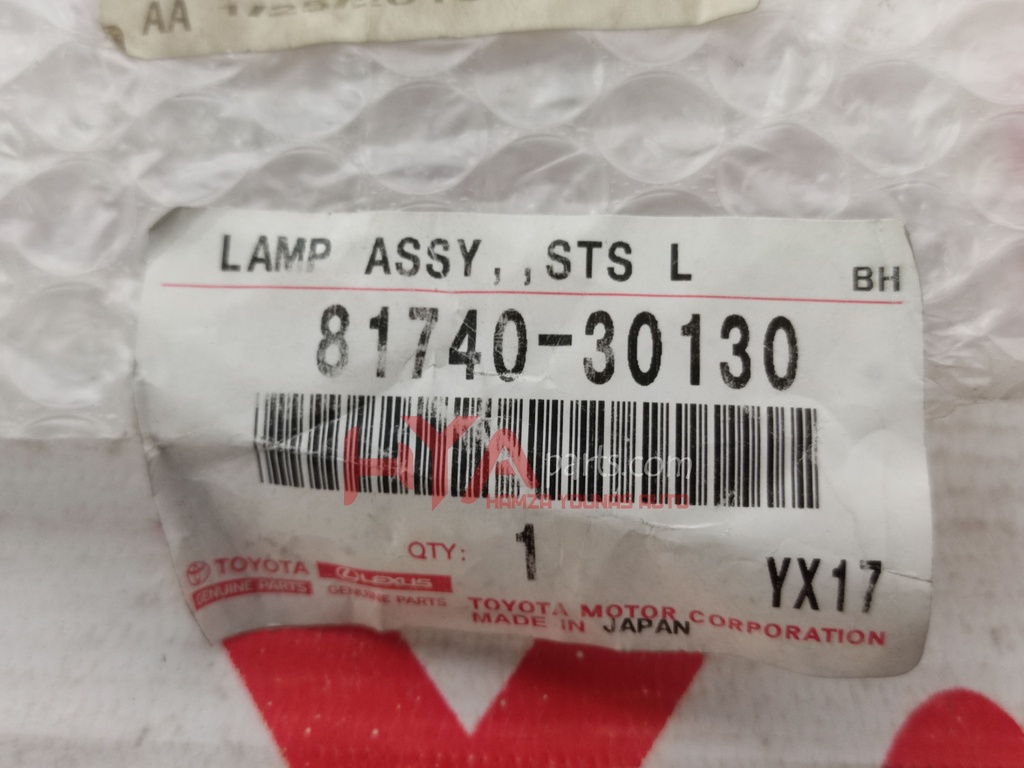 AA
LAMP ASSY,,STS L
BH
81740-30130
HYAparts.com
HAMZA YOUNAS AUTO
QTY: 1
YX17
TOYOTA LEXUS
GENUINE PARTS GENUINE PARTS
TOYOTA MOTOR CORPORATION
MADE IN JAPAN